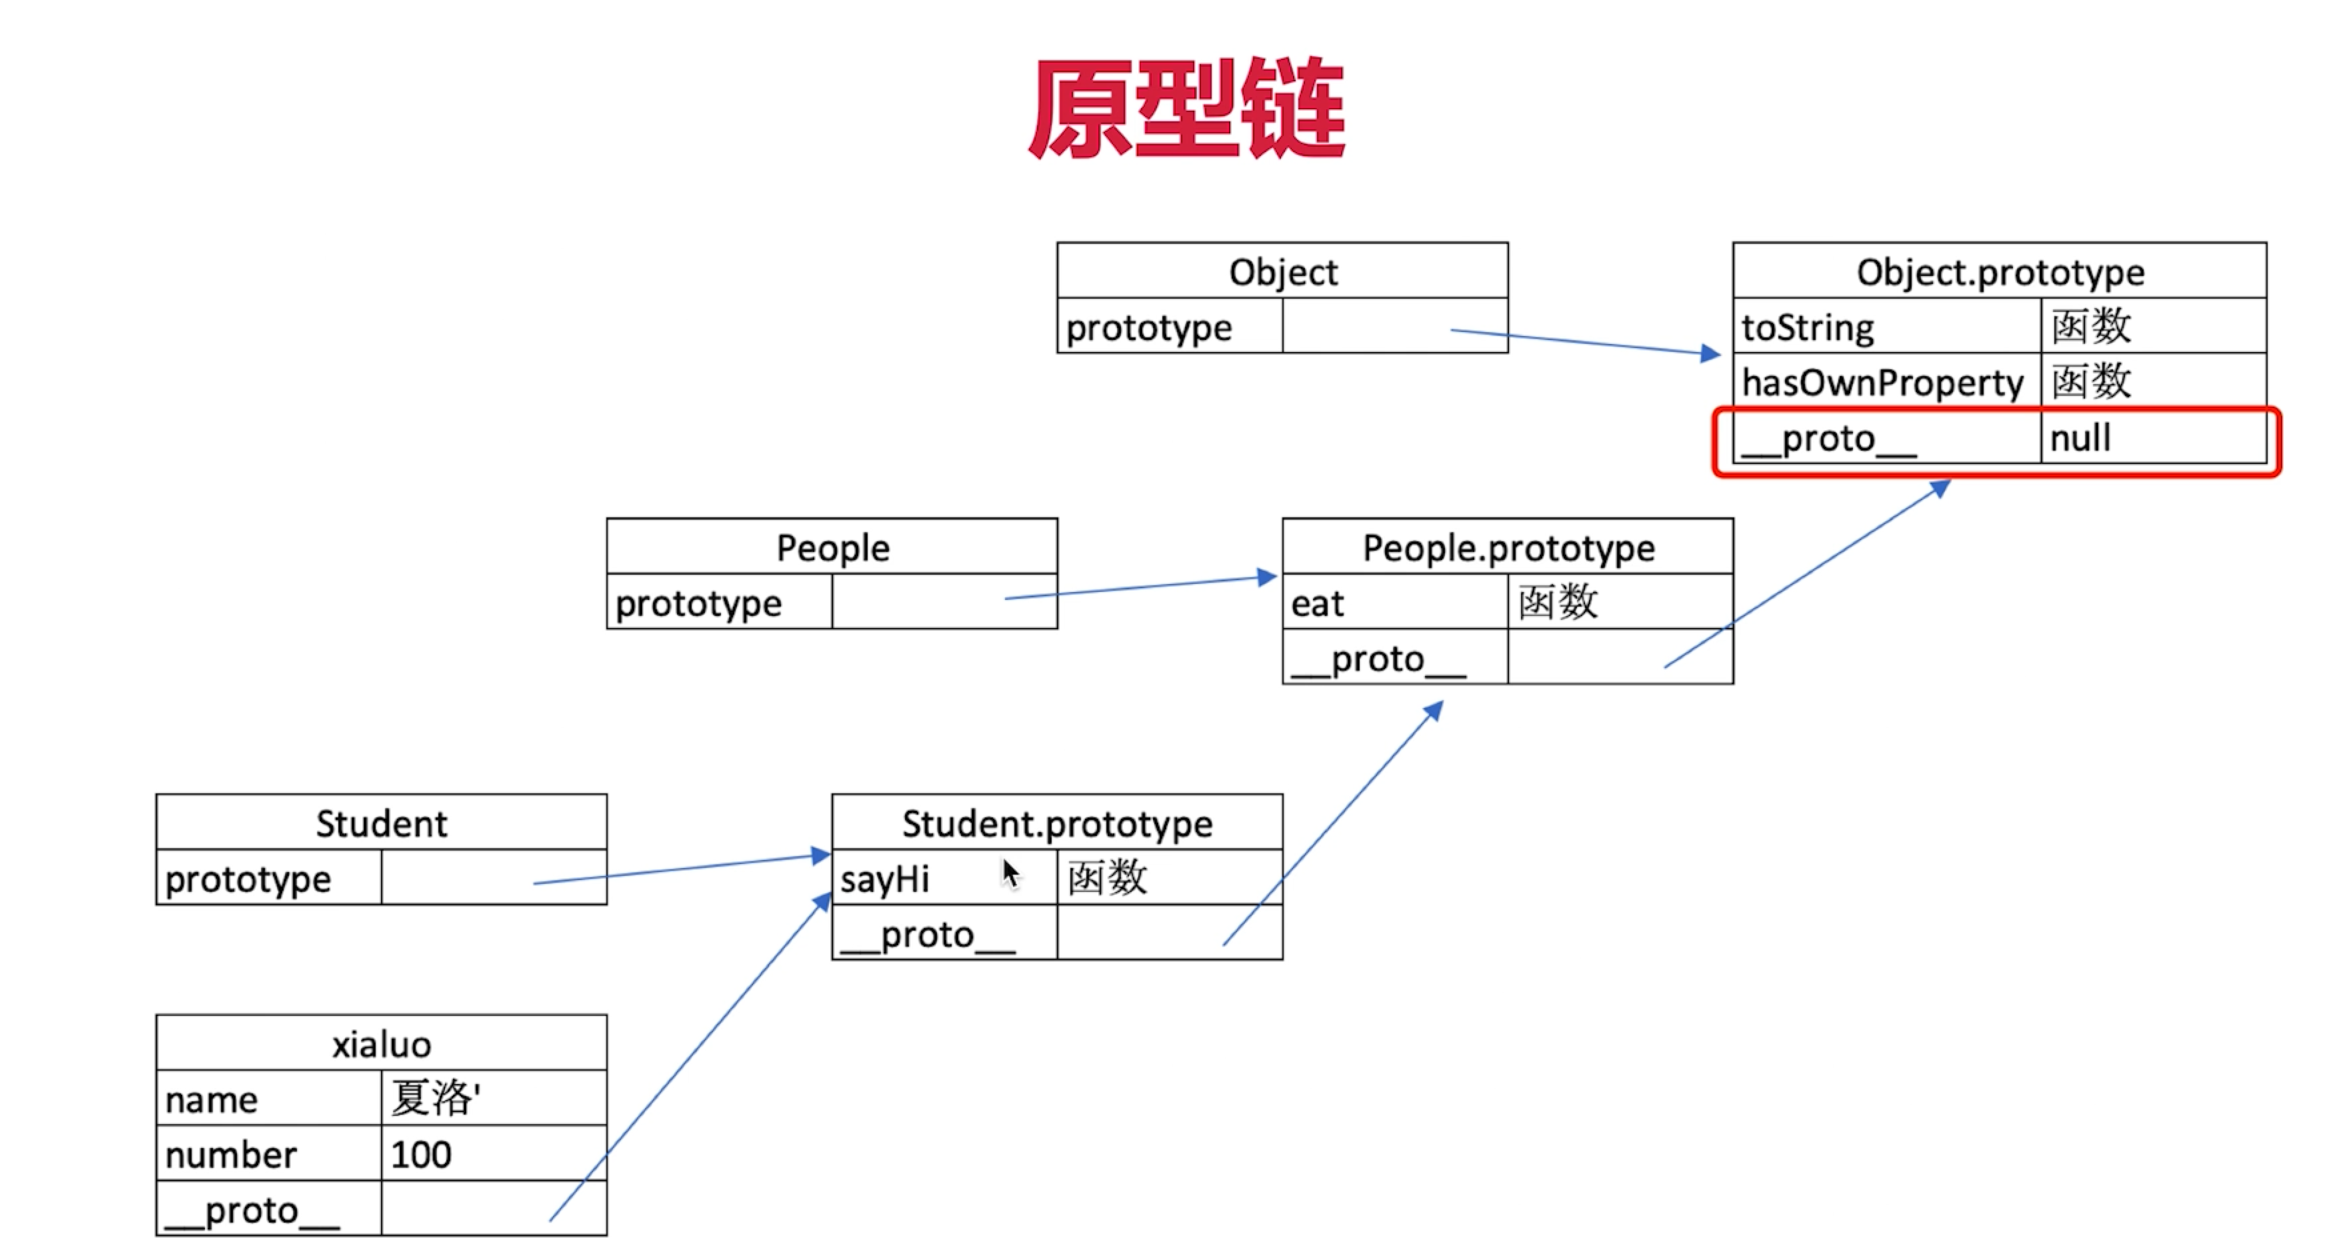 原型链
Object
prototype
Object.prototype
toString 函数
hasOwnProperty 函数
__proto__ null
People
prototype
People.prototype
eat 函数
__proto__
Student
prototype
Student.prototype
sayHi 函数
__proto__
xialuo
name 夏洛'
number 100
__proto__